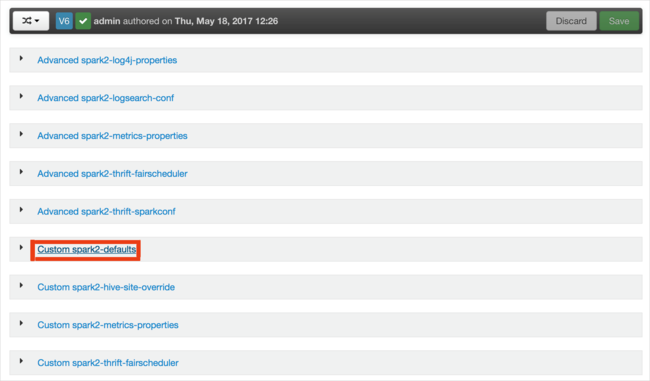 V6 admin authored on Thu, May 18, 2017 12:26 Discard Save
Advanced spark2-log4j-properties
Advanced spark2-logsearch-conf
Advanced spark2-metrics-properties
Advanced spark2-thrift-fairscheduler
Advanced spark2-thrift-sparkconf
Custom spark2-defaults
Custom spark2-hive-site-override
Custom spark2-metrics-properties
Custom spark2-thrift-fairscheduler